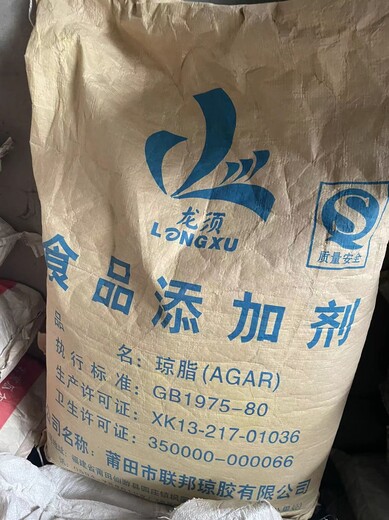 龙须
LONGXU
质量安全
食品添加剂
品名:琼脂(AGAR)
执行标准:GB1975-80
生产许可证:XK13-217-01036
卫生许可证:350000-000066
公司名称:莆田市联邦琼胶有限公司